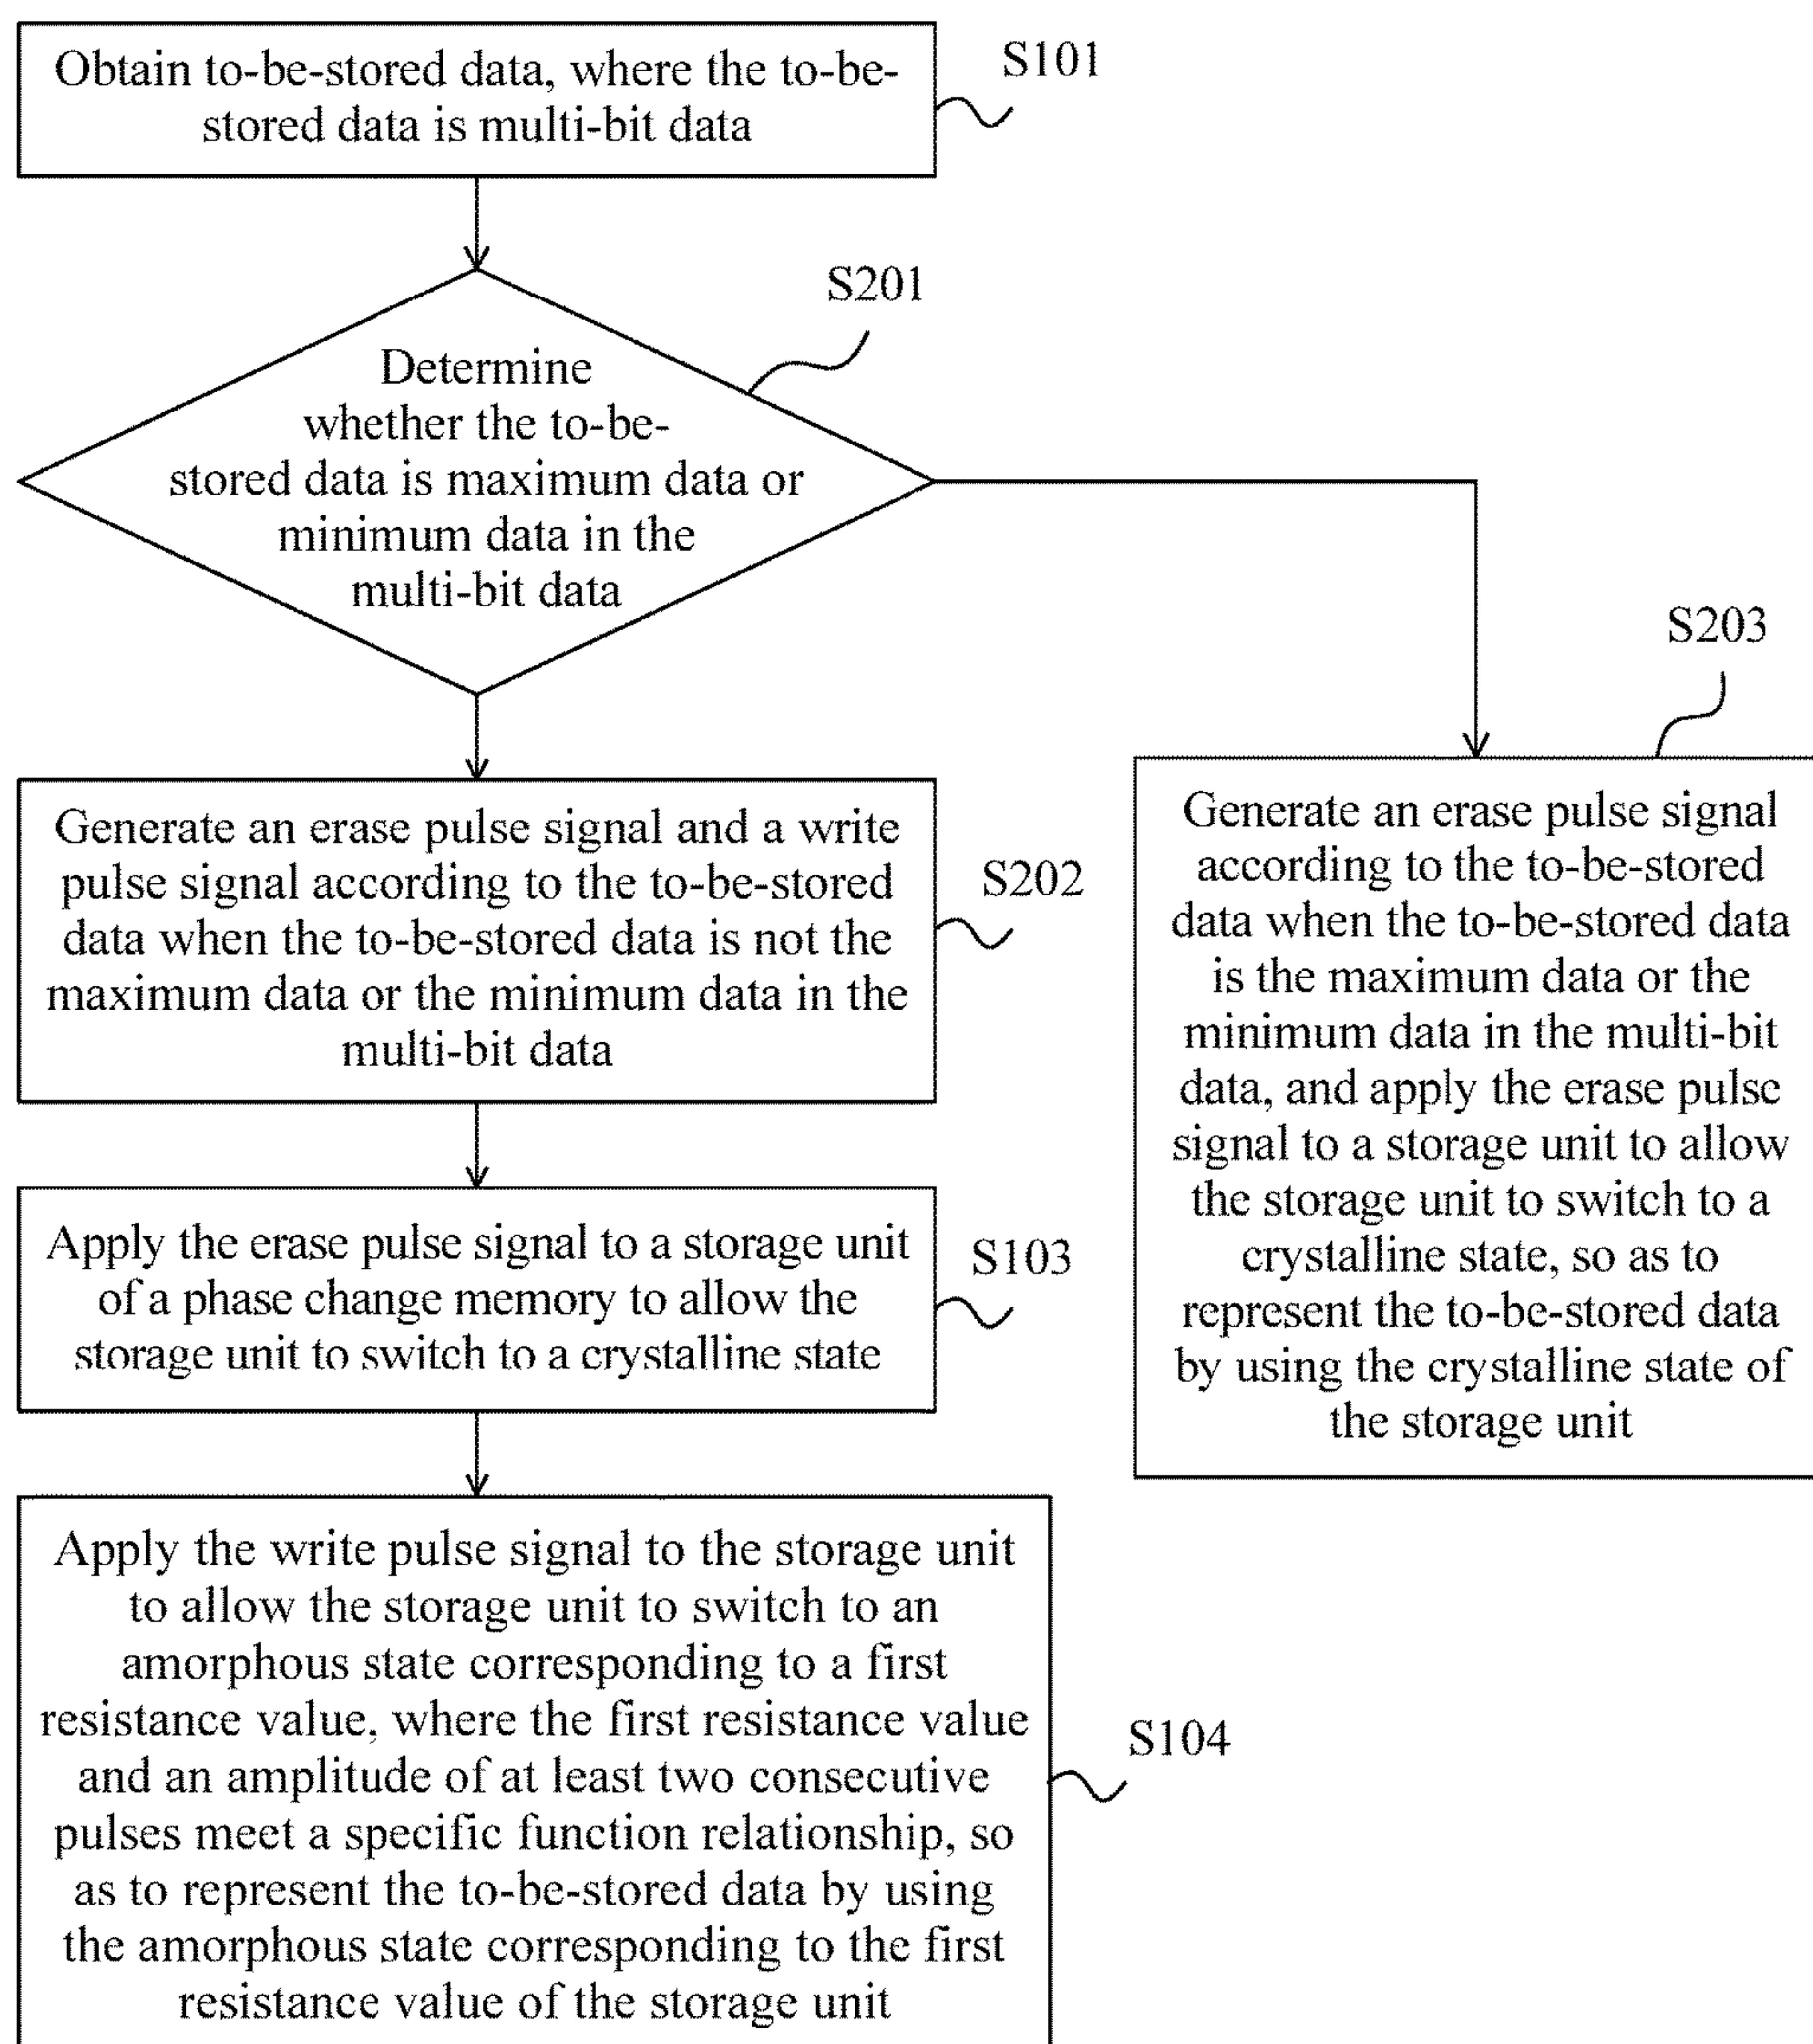 Obtain to-be-stored data, where the to-be-
stored data is multi-bit data
S101
S201
Determine
whether the to-be-
stored data is maximum data or
minimum data in the
multi-bit data
Generate an erase pulse signal and a write
pulse signal according to the to-be-stored
data when the to-be-stored data is not the
maximum data or the minimum data in the
multi-bit data
S202
S203
Generate an erase pulse signal
according to the to-be-stored
data when the to-be-stored data
is the maximum data or the
minimum data in the multi-bit
data, and apply the erase pulse
signal to a storage unit to allow
the storage unit to switch to a
crystalline state, so as to
represent the to-be-stored data
by using the crystalline state of
the storage unit
Apply the erase pulse signal to a storage unit
of a phase change memory to allow the
storage unit to switch to a crystalline state
S103
Apply the write pulse signal to the storage unit
to allow the storage unit to switch to an
amorphous state corresponding to a first
resistance value, where the first resistance value
and an amplitude of at least two consecutive
pulses meet a specific function relationship, so
as to represent the to-be-stored data by using
the amorphous state corresponding to the first
resistance value of the storage unit
S104